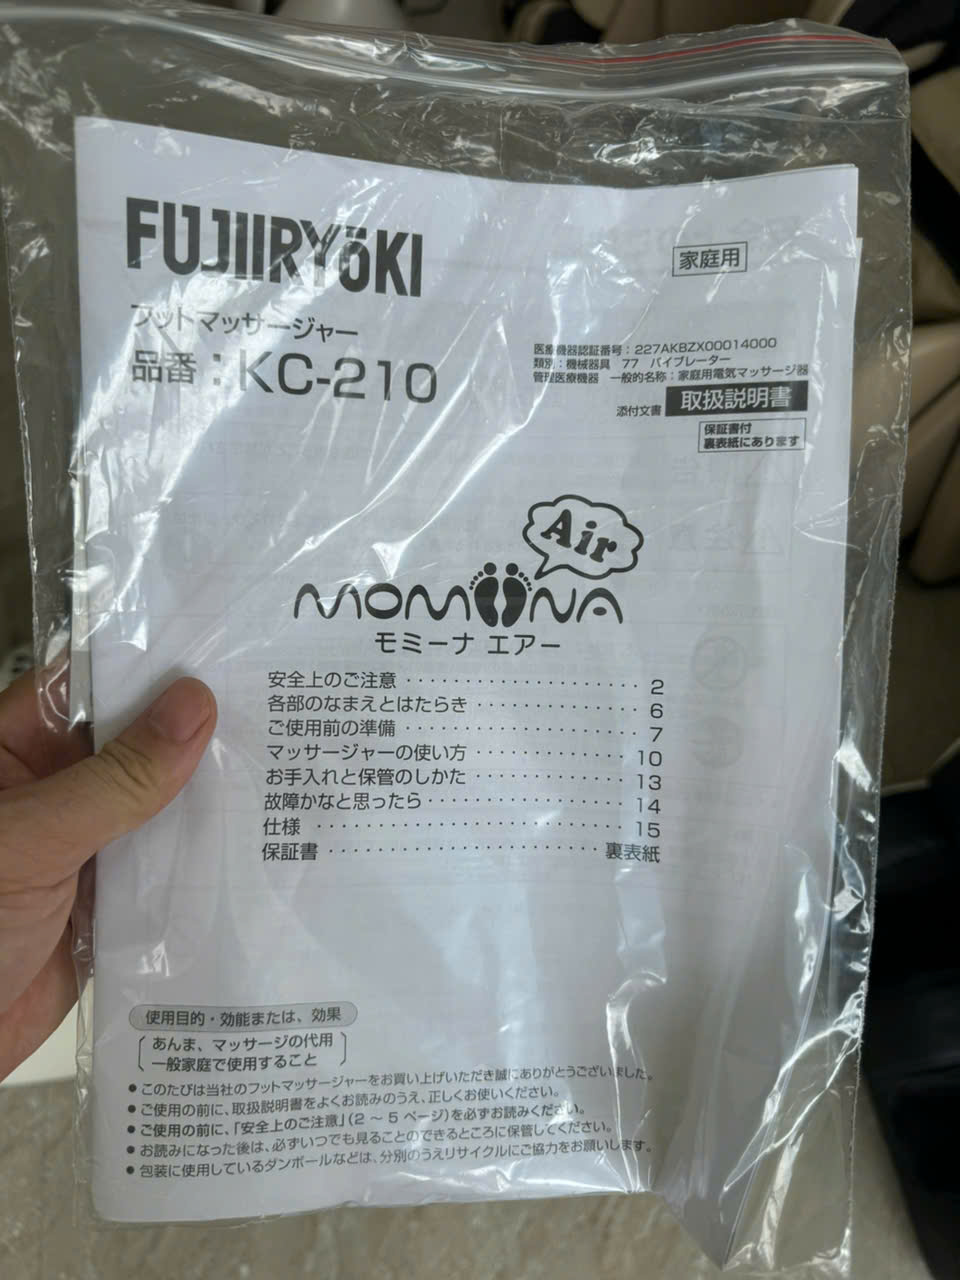 FUJIIRYōKI
家庭用
フットマッサージャー
品番：KC-210
医療機器認証番号：227AKBZX00014000
類別：機械器具 77 バイブレーター
管理医療機器 一般的名称：家庭用電気マッサージ器
添付文書 取扱説明書
保証書付
裏表紙にあります
Air
MOMiiNA
モミーナ エアー
安全上のご注意 ････････････････････ 2
各部のなまえとはたらき ･･････････････ 6
ご使用前の準備 ････････････････････ 7
マッサージャーの使い方 ･･････････････ 10
お手入れと保管のしかた ･･････････････ 13
故障かなと思ったら ･････････････････ 14
仕様 ･･････････････････････････ 15
保証書 ･･･････････････････････ 裏表紙
使用目的・効能または、効果
あんま、マッサージの代用
一般家庭で使用すること
●このたびは当社のフットマッサージャーをお買い上げいただき誠にありがとうございました。
●ご使用の前に、取扱説明書をよくお読みのうえ、正しくお使いください。
●ご使用の前に、「安全上のご注意」(2 〜 5 ページ)を必ずお読みください。
●お読みになった後は、必ずいつでも見ることのできるところに保管してください。
●包装に使用しているダンボールなどは、分別のうえリサイクルにご協力をお願いします。